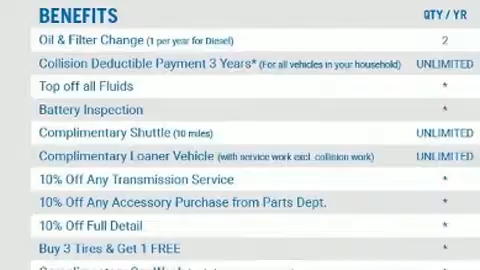 BENEFITS QTY / YR
Oil & Filter Change (1 per year for Diesel) 2
Collision Deductible Payment 3 Years* (For all vehicles in your household) UNLIMITED
Top off all Fluids *
Battery Inspection *
Complimentary Shuttle (10 miles) UNLIMITED
Complimentary Loaner Vehicle (with service work excl. collision work) UNLIMITED
10% Off Any Transmission Service *
10% Off Any Accessory Purchase from Parts Dept. *
10% Off Full Detail *
Buy 3 Tires & Get 1 FREE *